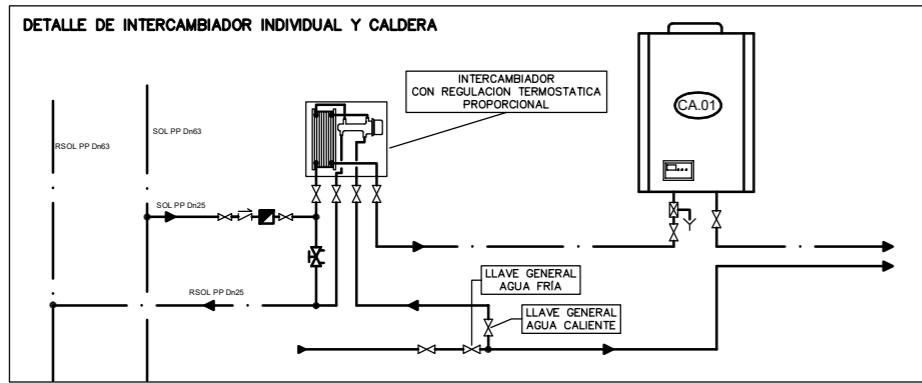 DETALLE DE INTERCAMBIADOR INDIVIDUAL Y CALDERA
INTERCAMBIADOR
CON REGULACION TERMOSTATICA
PROPORCIONAL
CA.01
RSOL PP Dn63
SOL PP Dn63
SOL PP Dn25
RSOL PP Dn25
LLAVE GENERAL
AGUA FRÍA
LLAVE GENERAL
AGUA CALIENTE